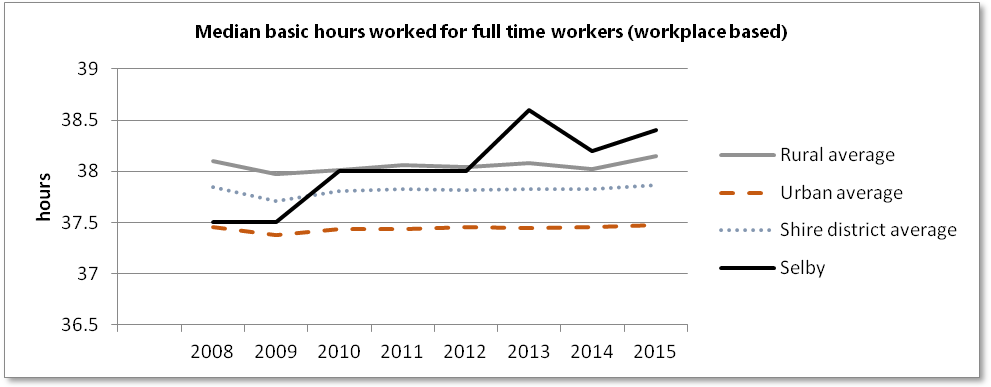 Median basic hours worked for full time workers (workplace based)
39
38.5
38
37.5
37
36.5
hours
2008 2009 2010 2011 2012 2013 2014 2015
Rural average
Urban average
Shire district average
Selby